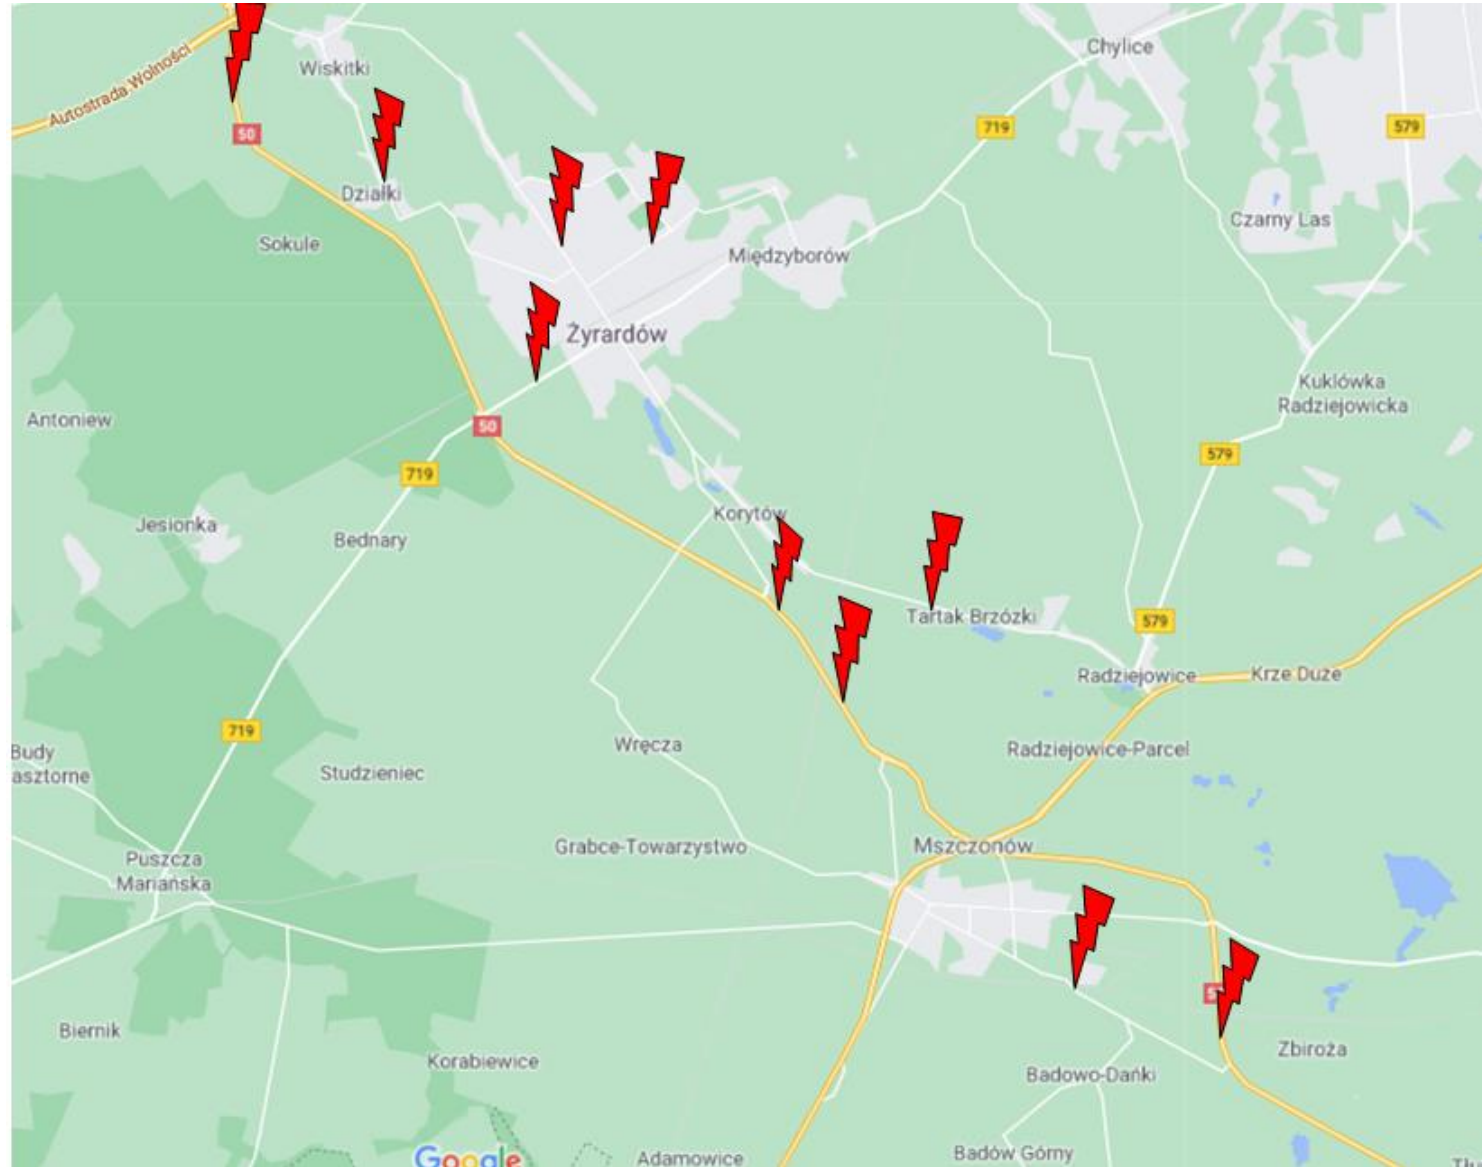 Chylice
Autostrada Wolności
Wiskitki
719
579
50
Działki
Czarny Las
Sokule
Międzyborów
Żyrardów
Kuklówka
Radziejowicka
Antoniew
50
579
719
Korytów
Jesionka
Bednary
Tartak Brzózki
579
Radziejowice
Krze Duże
719
Wręcza
Radziejowice-Parcel
Budy
asztorne
Studzieniec
Grabce-Towarzystwo
Mszczonów
Puszcza
Mariańska
Biernik
Korabiewice
Zbiroża
Badowo-Dańki
Badów Górny
Google
Adamowice